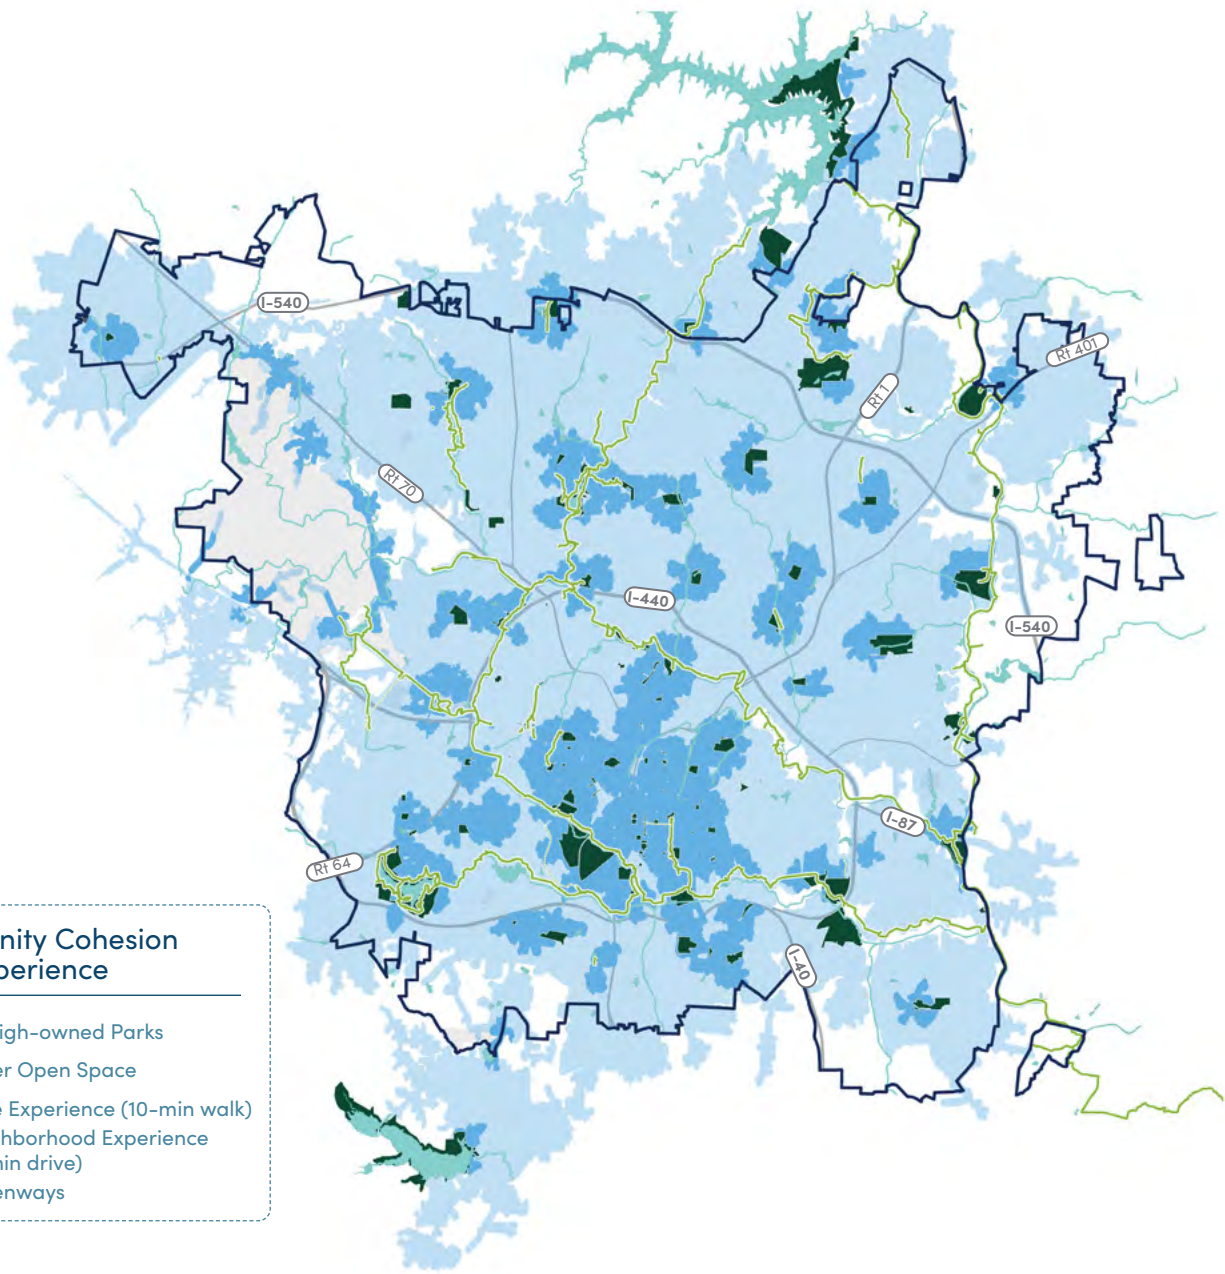 I-540
Rt 401
Rt 1
Rt 70
I-440
I-540
I-87
Rt 64
I-40
nity Cohesion
perience
igh-owned Parks
er Open Space
e Experience (10-min walk)
ghborhood Experience
min drive)
enways